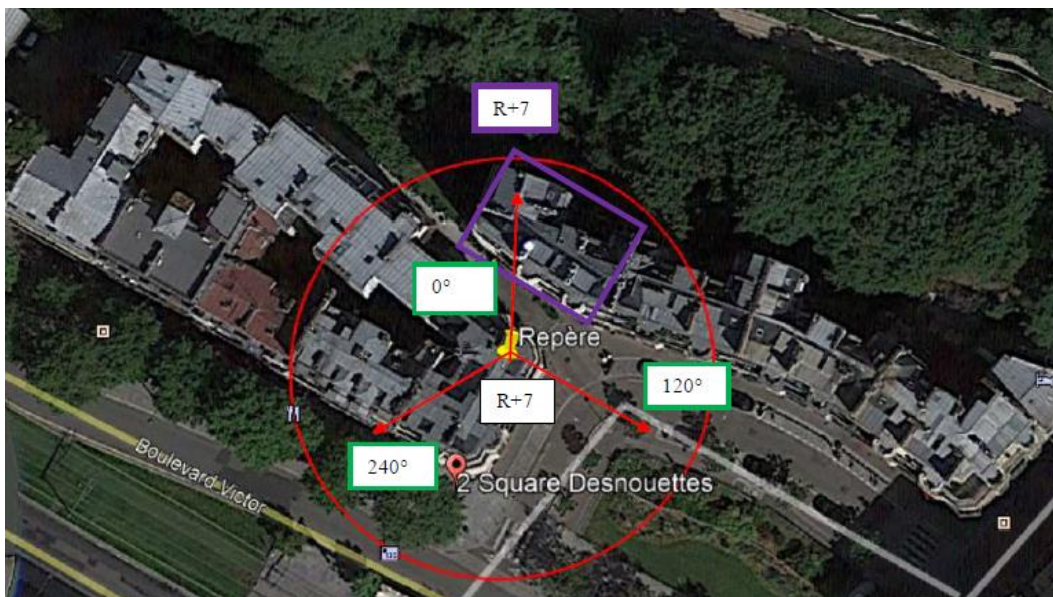 R+7
0°
Repère
120°
R+7
240°
2 Square Desnouettes
Boulevard Victor